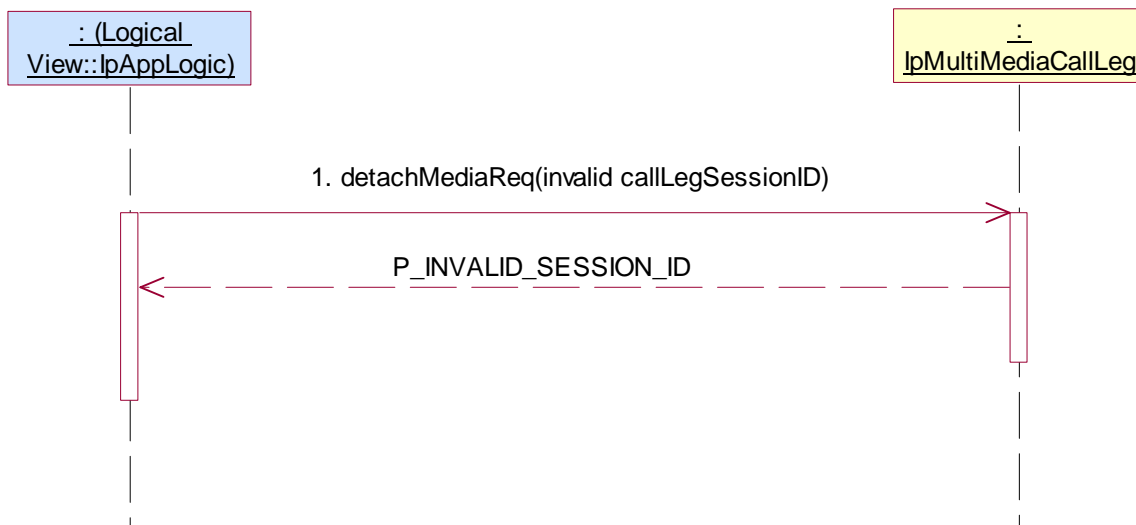 : (Logical
View::IpAppLogic)
:
IpMultiMediaCallLeg
1. detachMediaReq(invalid callLegSessionID)
P_INVALID_SESSION_ID